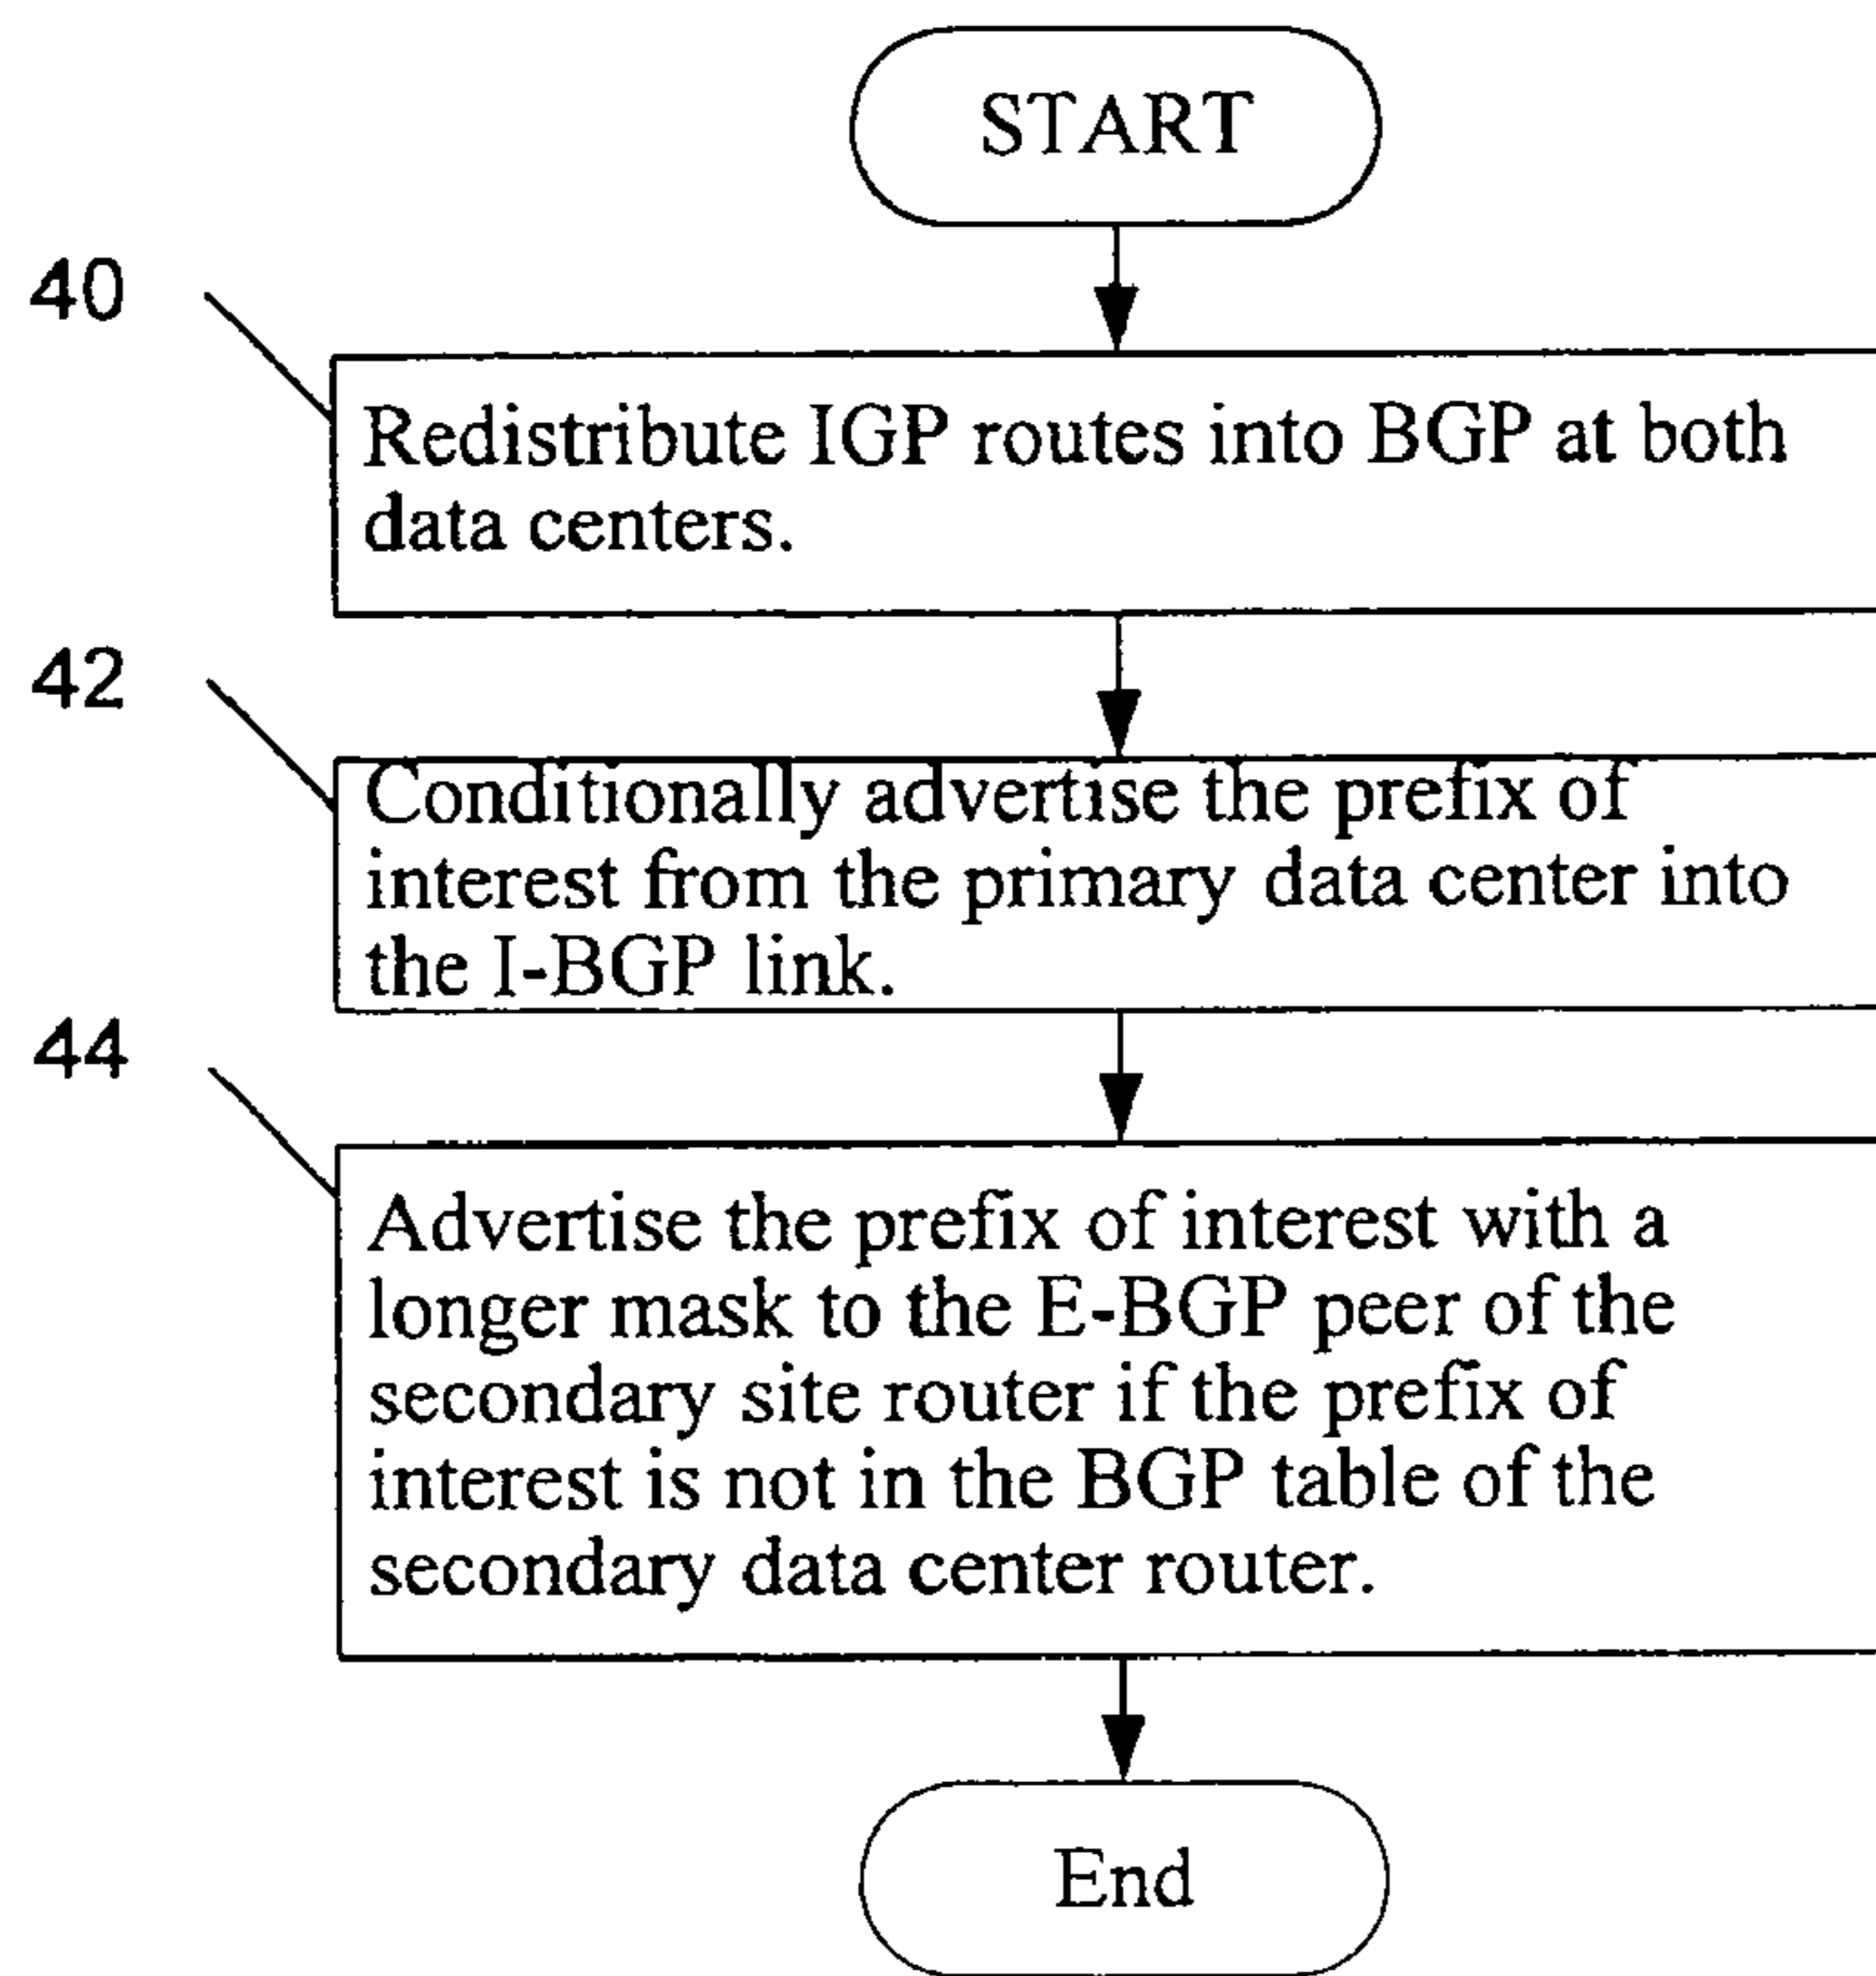 START
40
Redistribute IGP routes into BGP at both
data centers.
42
Conditionally advertise the prefix of
interest from the primary data center into
the I-BGP link.
44
Advertise the prefix of interest with a
longer mask to the E-BGP peer of the
secondary site router if the prefix of
interest is not in the BGP table of the
secondary data center router.
End